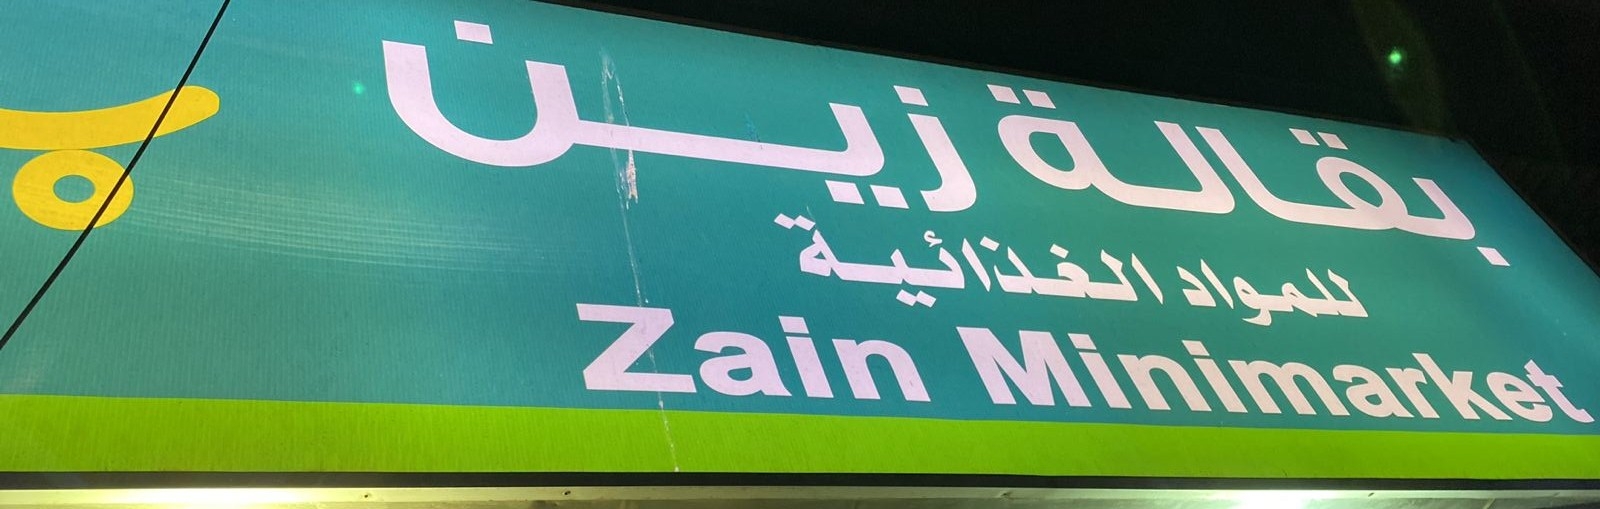 بقالة زين
للمواد الغذائية
Zain Minimarket